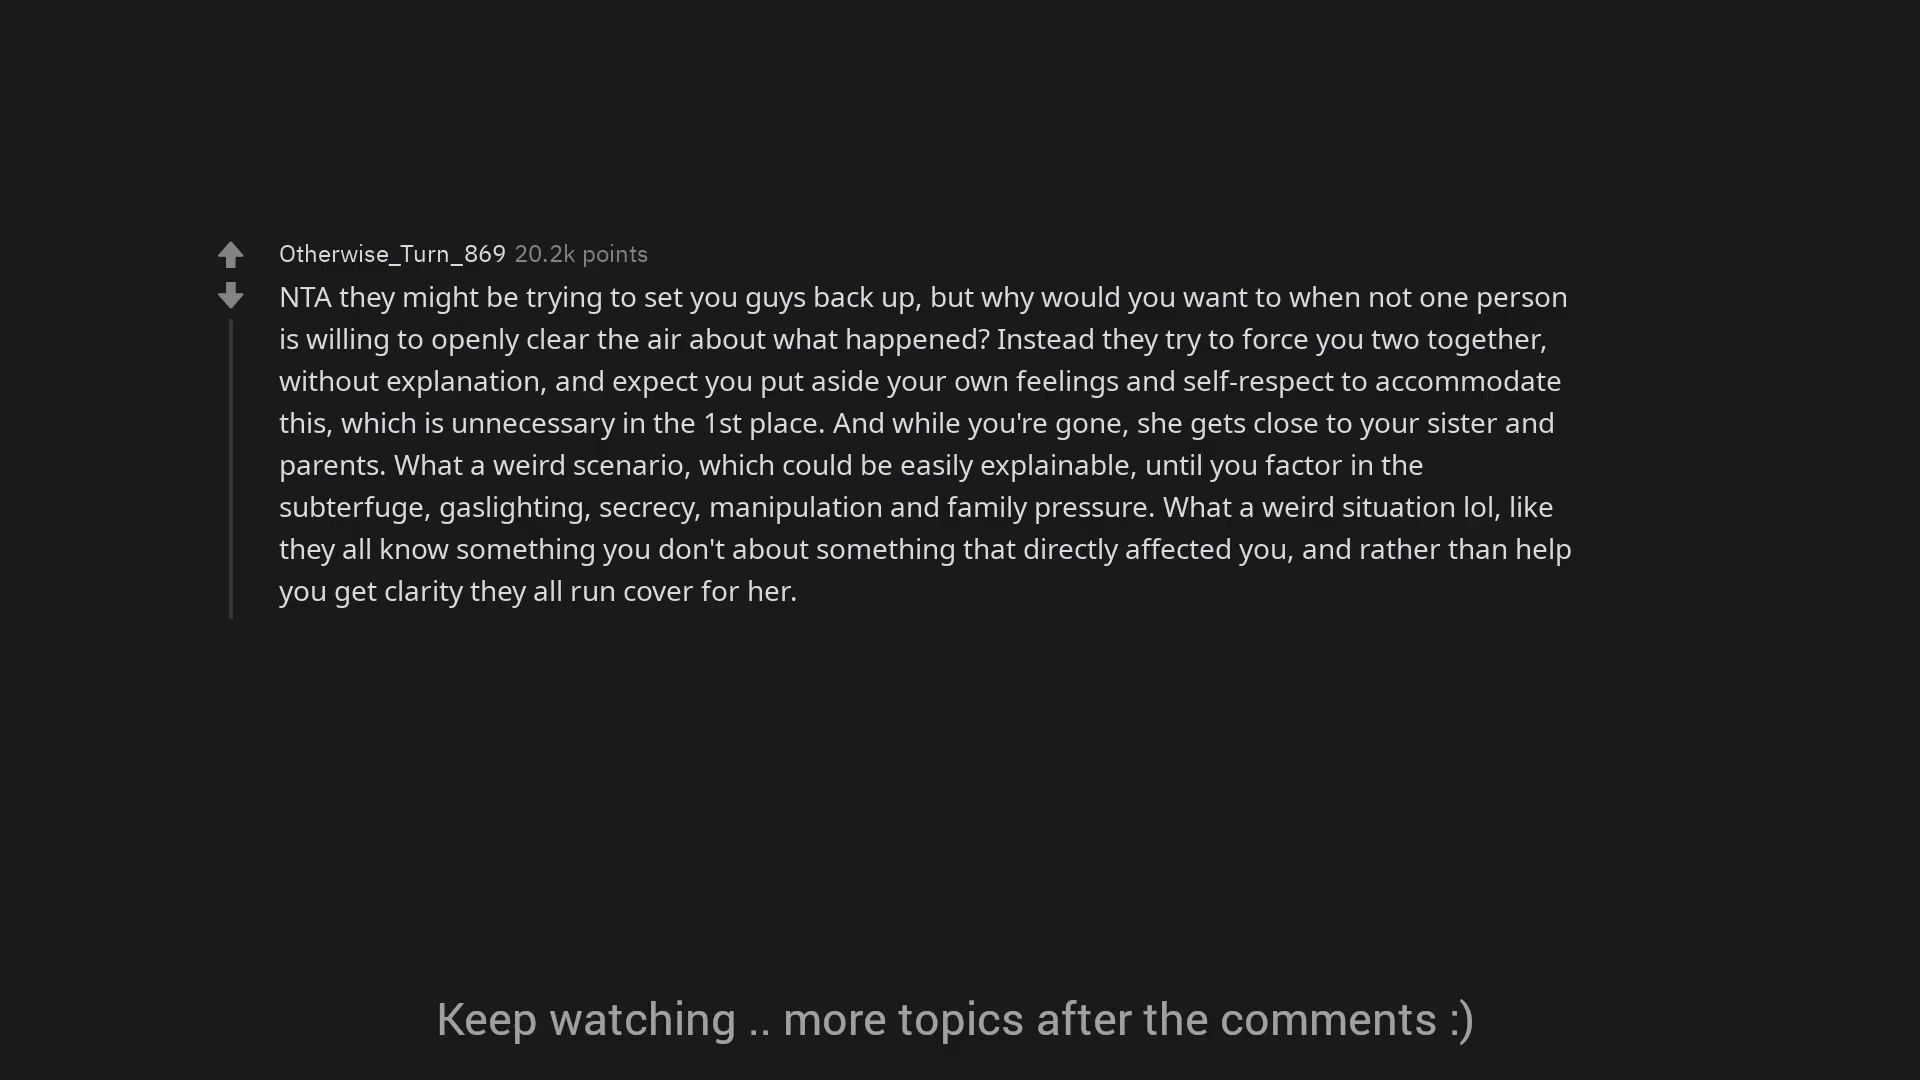 Otherwise_Turn_869 20.2k points
NTA they might be trying to set you guys back up, but why would you want to when not one person
is willing to openly clear the air about what happened? Instead they try to force you two together,
without explanation, and expect you put aside your own feelings and self-respect to accommodate
this, which is unnecessary in the 1st place. And while you're gone, she gets close to your sister and
parents. What a weird scenario, which could be easily explainable, until you factor in the
subterfuge, gaslighting, secrecy, manipulation and family pressure. What a weird situation lol, like
they all know something you don't about something that directly affected you, and rather than help
you get clarity they all run cover for her.
Keep watching .. more topics after the comments :)